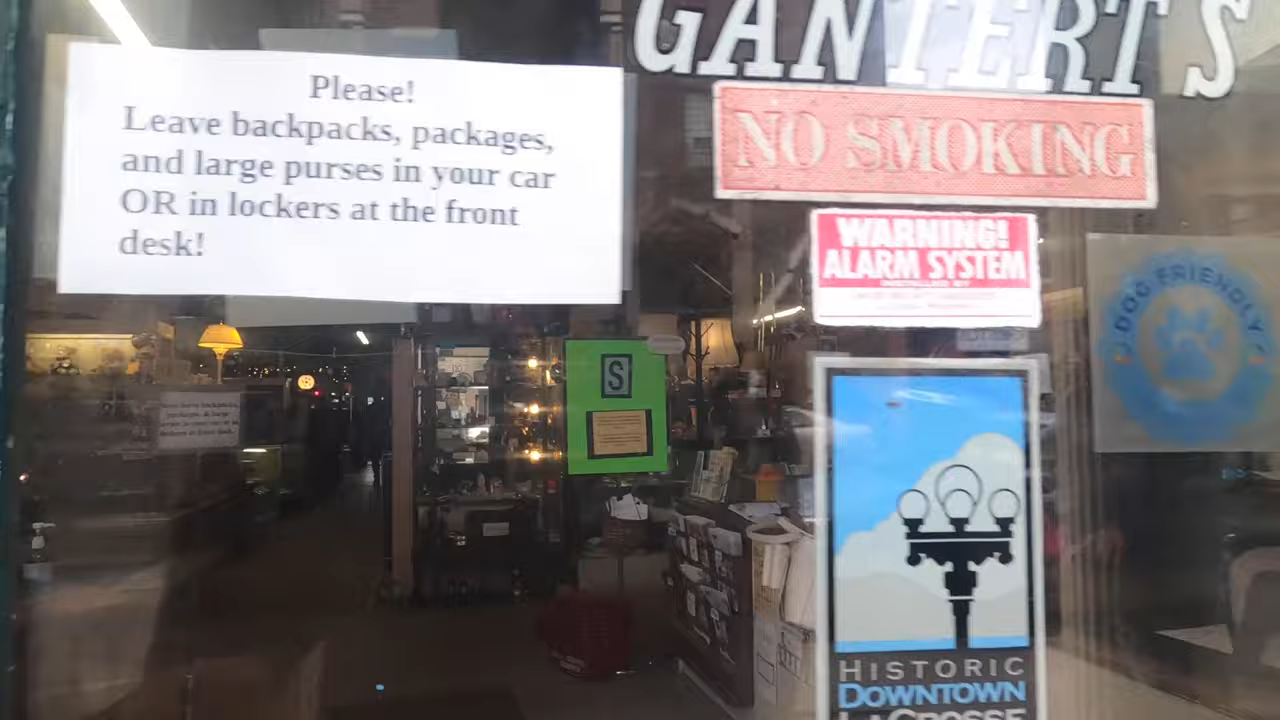 GANTERT'S
Please!
Leave backpacks, packages,
and large purses in your car
OR in lockers at the front
desk!
NO SMOKING
WARNING!
ALARM SYSTEM
DOG FRIENDLY
S
HISTORIC
DOWNTOWN
LACROSSE